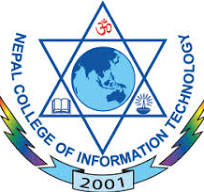 ॐ
NEPAL COLLEGE OF INFORMATION TECHNOLOGY
2001